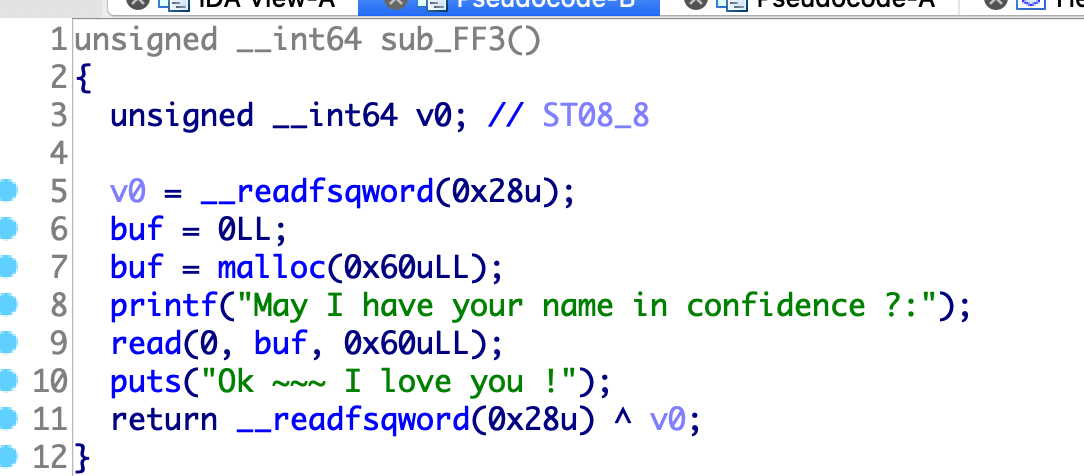 IDA View-A Pseudocode-B Pseudocode-A
1 unsigned __int64 sub_FF3()
2 {
3   unsigned __int64 v0; // ST08_8
4
5   v0 = __readfsqword(0x28u);
6   buf = 0LL;
7   buf = malloc(0x60uLL);
8   printf("May I have your name in confidence ?:");
9   read(0, buf, 0x60uLL);
10   puts("Ok ~~~ I love you !");
11   return __readfsqword(0x28u) ^ v0;
12 }